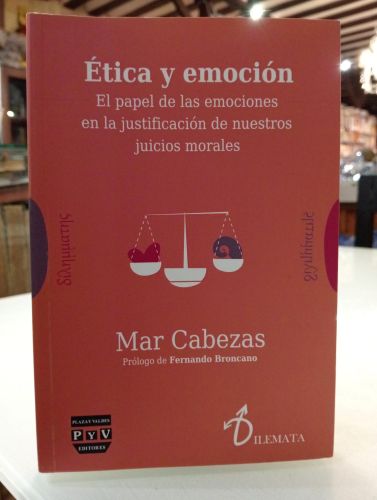 Ética y emoción
El papel de las emociones
en la justificación de nuestros
juicios morales
Mar Cabezas
Prólogo de Fernando Broncano
PLAZA Y VALDES
PYV
EDITORES
DILEMATA